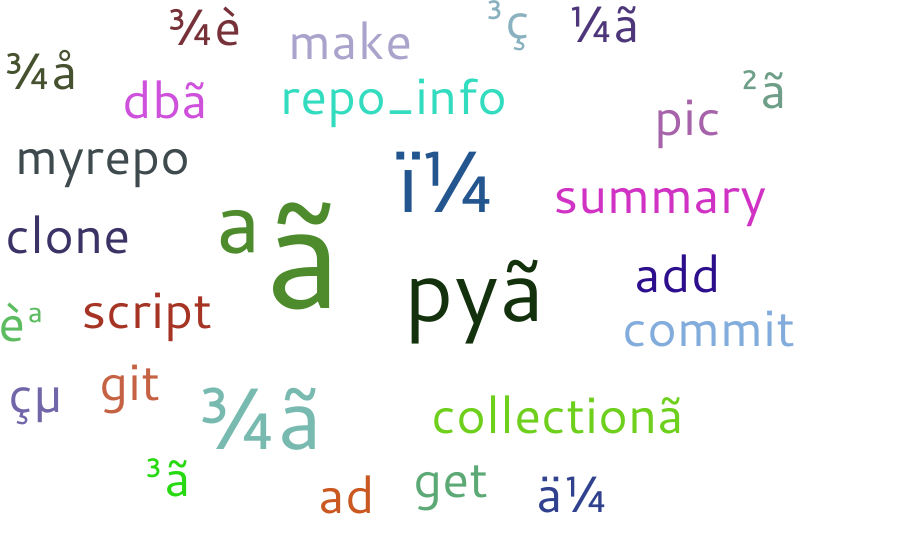 ¾è
make
³ç
¼ã
¾å
dbã
repo_info
²ã
pic
myrepo
ï¼
summary
clone
a
ã
add
pyã
èª
script
commit
git
çµ
¾ã
collectionã
³ã
ad
get
ä¼